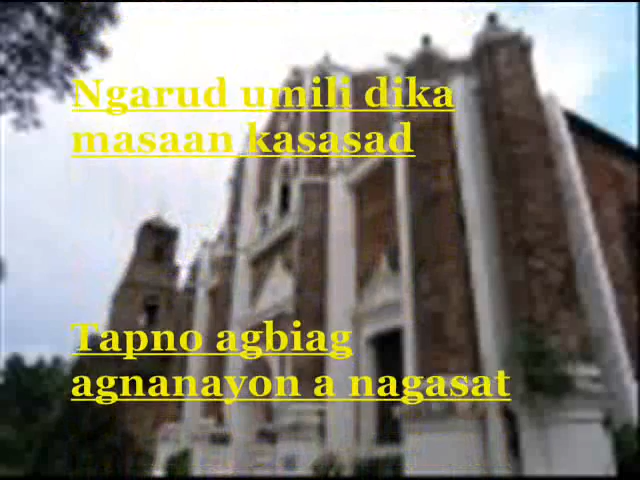 Ngarud umili dika
masaan kasasad
Tapno agbiag
agnanayon a nagasat